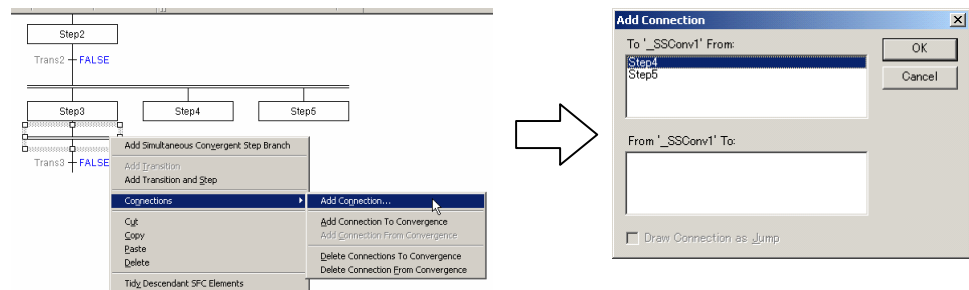 Step2
Trans2 FALSE
Step3 Step4 Step5
Trans3 FALSE
Add Simultaneous Convergent Step Branch
Add Transition
Add Transition and Step
Connections
Cut
Copy
Paste
Delete
Tidy Descendant SFC Elements
Add Connection...
Add Connection To Convergence
Add Connection From Convergence
Delete Connections To Convergence
Delete Connection From Convergence
Add Connection
To '_SSConv1' From:
Step4
Step5
OK
Cancel
From '_SSConv1' To:
Draw Connection as Jump